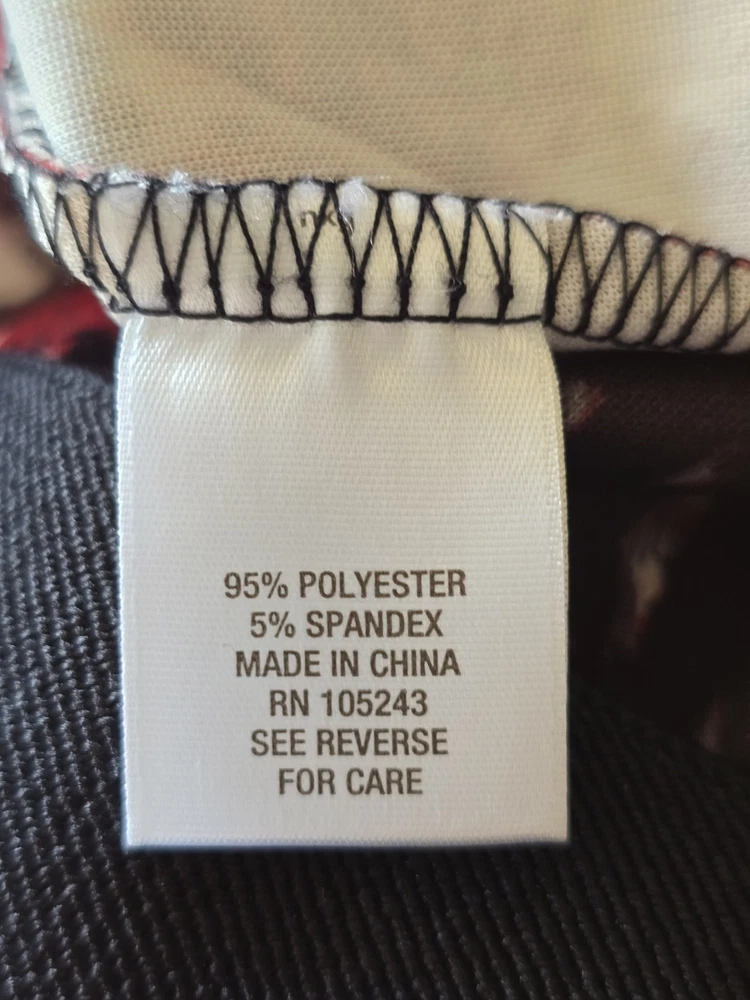 95% POLYESTER
5% SPANDEX
MADE IN CHINA
RN 105243
SEE REVERSE
FOR CARE